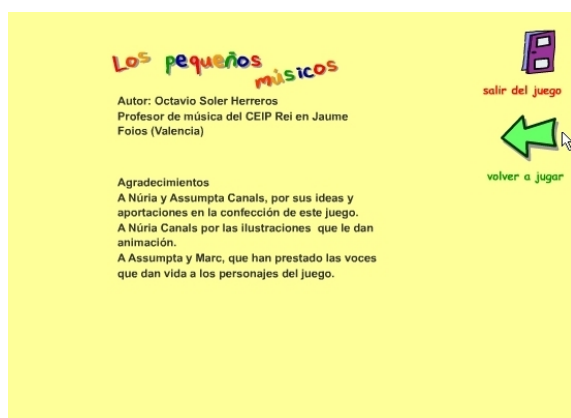 Los pequeños
músicos
Autor: Octavio Soler Herreros
Profesor de música del CEIP Rei en Jaume
Foios (Valencia)
salir del juego
volver a jugar
Agradecimientos
A Núria y Assumpta Canals, por sus ideas y
aportaciones en la confección de este juego.
A Núria Canals por las ilustraciones que le dan
animación.
A Assumpta y Marc, que han prestado las voces
que dan vida a los personajes del juego.